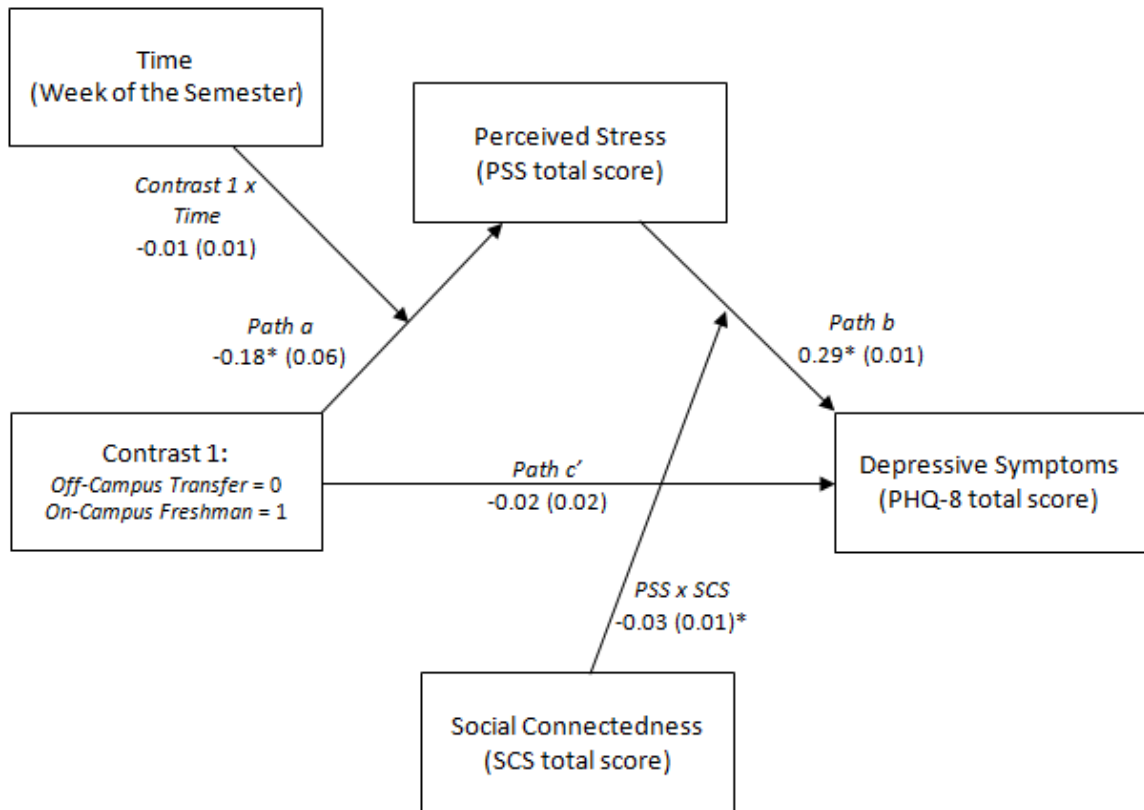 Time
(Week of the Semester)
Perceived Stress
(PSS total score)
Contrast 1 x
Time
-0.01 (0.01)
Path a
-0.18* (0.06)
Path b
0.29* (0.01)
Contrast 1:
Off-Campus Transfer = 0
On-Campus Freshman = 1
Path c’
-0.02 (0.02)
Depressive Symptoms
(PHQ-8 total score)
PSS x SCS
-0.03 (0.01)*
Social Connectedness
(SCS total score)